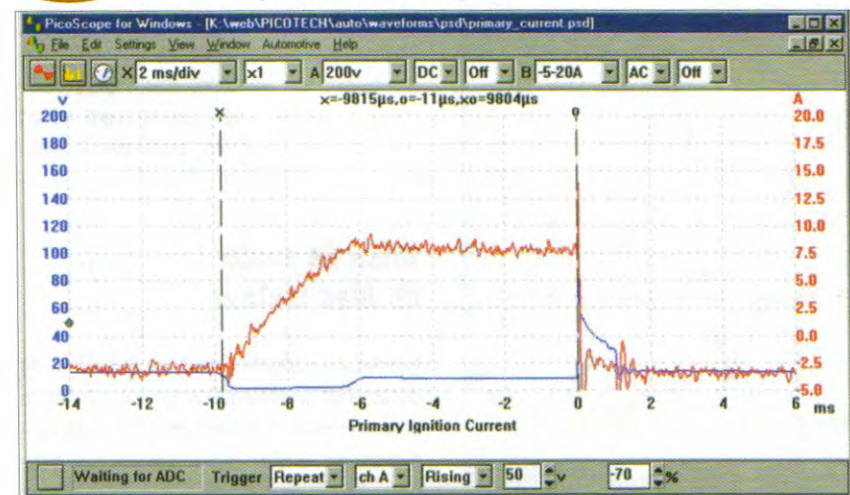 PicoScope for Windows - [K:\web\PICOTECH\auto\waveforms\psd\primary_current.psd]
File Edit Settings View Window Automotive Help
X 2 ms/div x1 A 200v DC Off B -5-20A AC Off
x=-9815µs,o=-11µs,xo=9804µs
v A
x o
200 20.0
180 17.5
160 15.0
140 12.5
120 10.0
100 7.5
80 5.0
60 2.5
40 0.0
20 -2.5
0 -5.0
-14 -12 -10 -8 -6 -4 -2 0 2 4 6 ms
Primary Ignition Current
Waiting for ADC Trigger Repeat ch A Rising 50 v -70 %